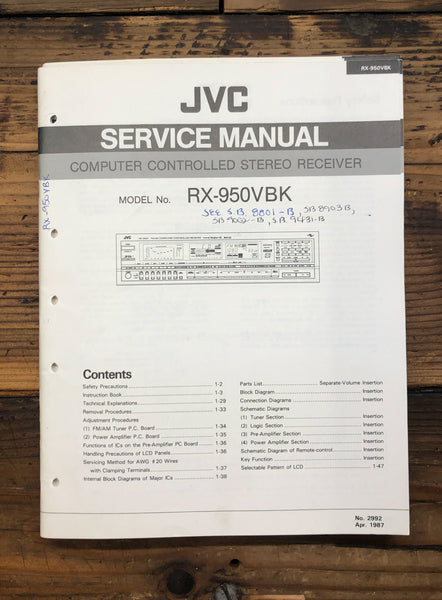 RX-950VBK
JVC
SERVICE MANUAL
COMPUTER CONTROLLED STEREO RECEIVER
RX-950VBK
MODEL No. RX-950VBK
SEE S.B. 8801-B, S.B. 8903B,
S.B. 9002-B, S.B. 9431-B
JVC
Contents
Safety Precautions 1-2
Instruction Book 1-3
Technical Explanations 1-29
Removal Procedures 1-33
Adjustment Procedures
(1) FM/AM Tuner P.C. Board 1-34
(2) Power Amplifier P.C. Board 1-35
Functions of ICs on the Pre-Amplifier PC Board 1-36
Handling Precautions of LCD Panels 1-36
Servicing Method for AWG #20 Wires
with Clamping Terminals 1-37
Internal Block Diagrams of Major ICs 1-38
Parts List Separate-Volume Insertion
Block Diagram Insertion
Connection Diagrams Insertion
Schematic Diagrams
(1) Tuner Section Insertion
(2) Logic Section Insertion
(3) Pre-Amplifier Section Insertion
(4) Power Amplifier Section Insertion
Schematic Diagram of Remote-control Insertion
Key Function Insertion
Selectable Pattern of LCD 1-47
No. 2992
Apr. 1987